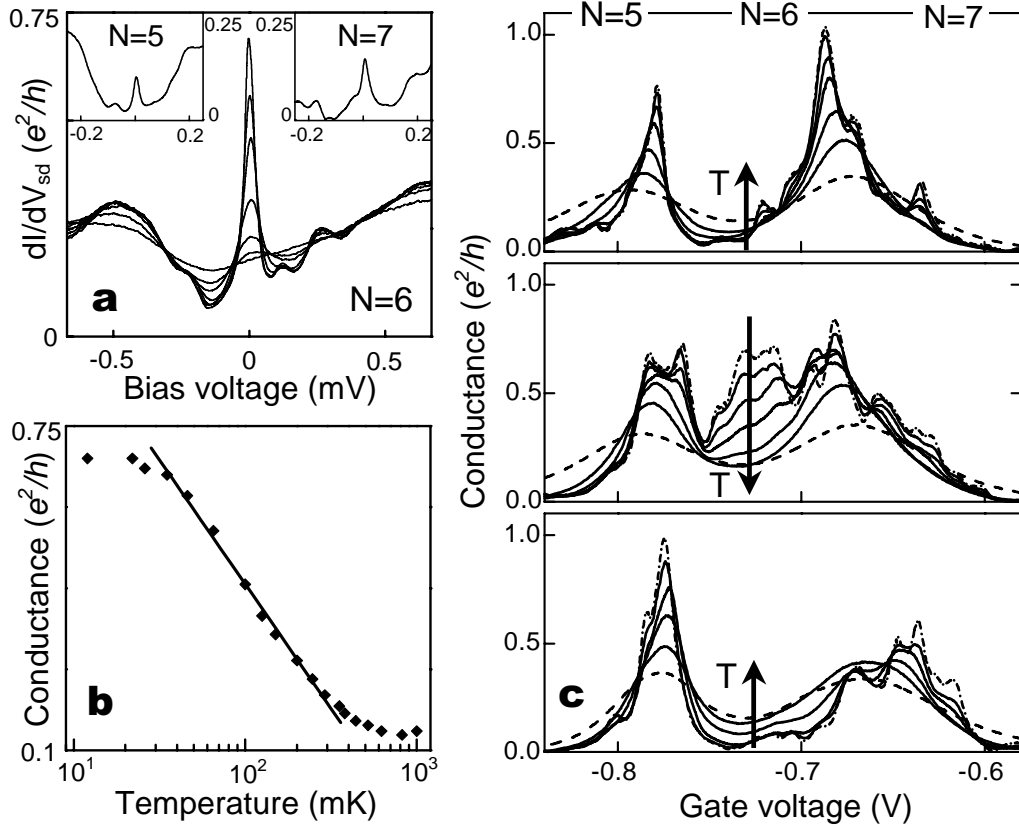 0.75
N=5
-0.2
0.2
0.25
0
0.25
0
N=7
-0.2
0.2
dI/dV_sd (e²/h)
a
N=6
0
-0.5
0
0.5
Bias voltage (mV)
0.75
Conductance (e²/h)
b
0.1
10¹
10²
10³
Temperature (mK)
N=5
N=6
N=7
1.0
0.5
0.0
T
1.0
0.5
0.0
T
1.0
0.5
0.0
T
c
Conductance (e²/h)
-0.8
-0.7
-0.6
Gate voltage (V)